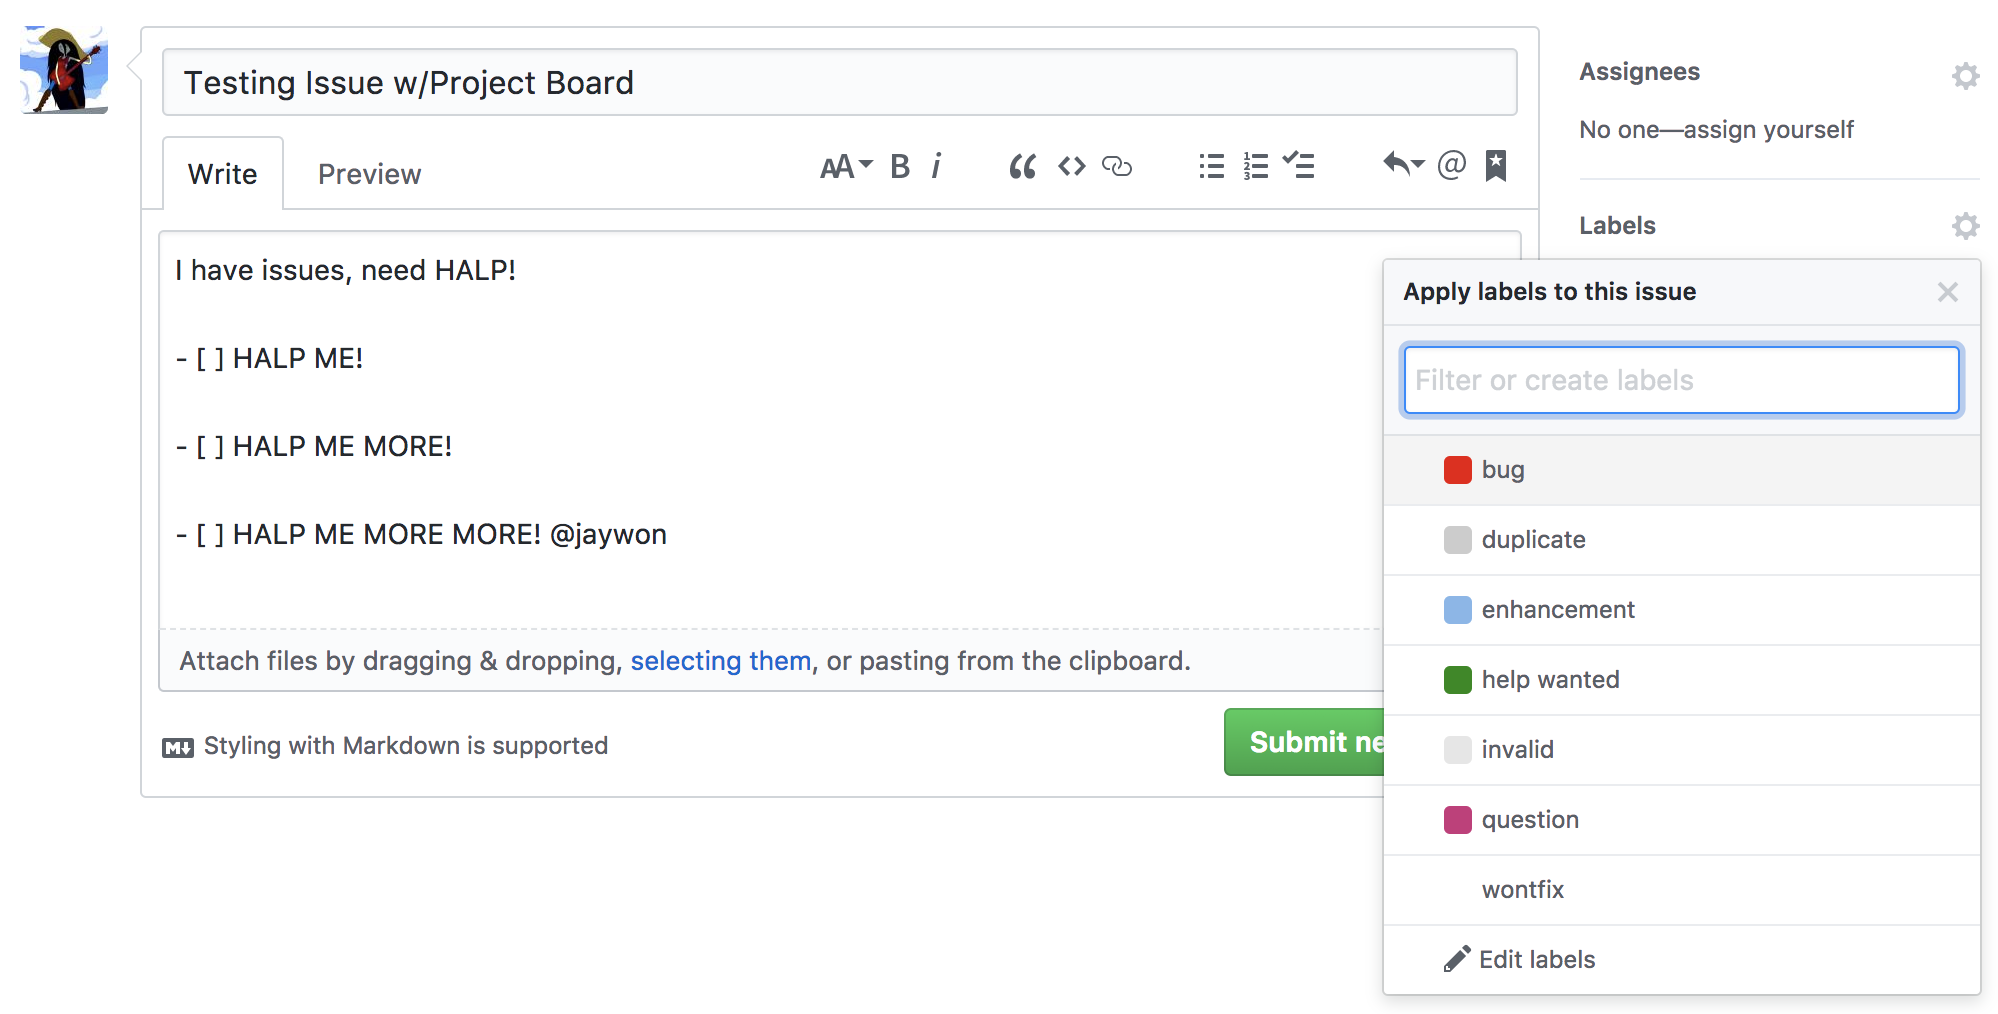 Testing Issue w/Project Board
Write
Preview
AA
B
i
@
I have issues, need HALP!
- [ ] HALP ME!
- [ ] HALP ME MORE!
- [ ] HALP ME MORE MORE! @jaywon
Attach files by dragging & dropping, selecting them, or pasting from the clipboard.
M Styling with Markdown is supported
Submit ne
Assignees
No one—assign yourself
Labels
Apply labels to this issue
Filter or create labels
bug
duplicate
enhancement
help wanted
invalid
question
wontfix
Edit labels